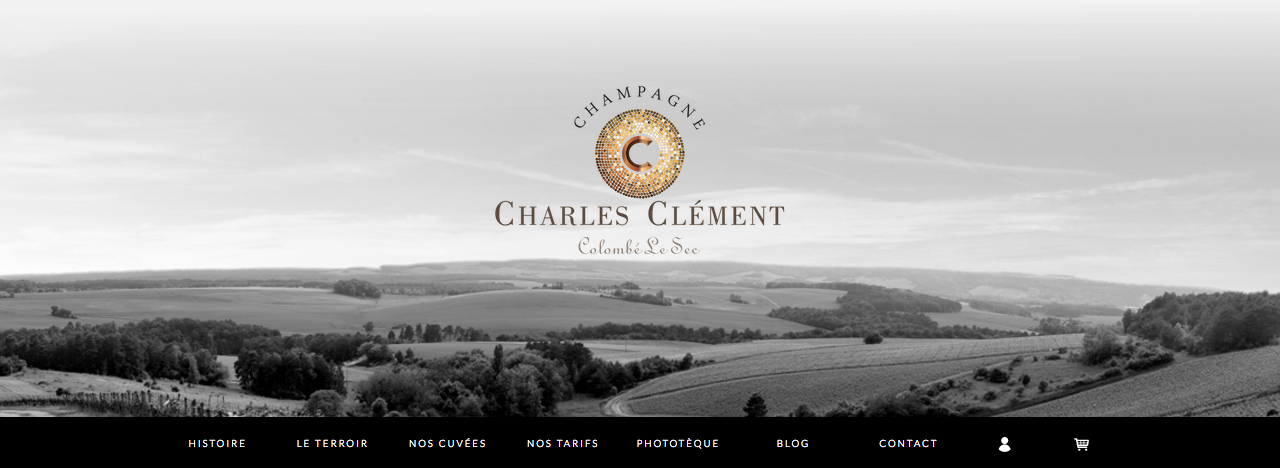 CHAMPAGNE
C
CHARLES CLÉMENT
Colombé Le Sec
HISTOIRE LE TERROIR NOS CUVÉES NOS TARIFS PHOTOTÈQUE BLOG CONTACT